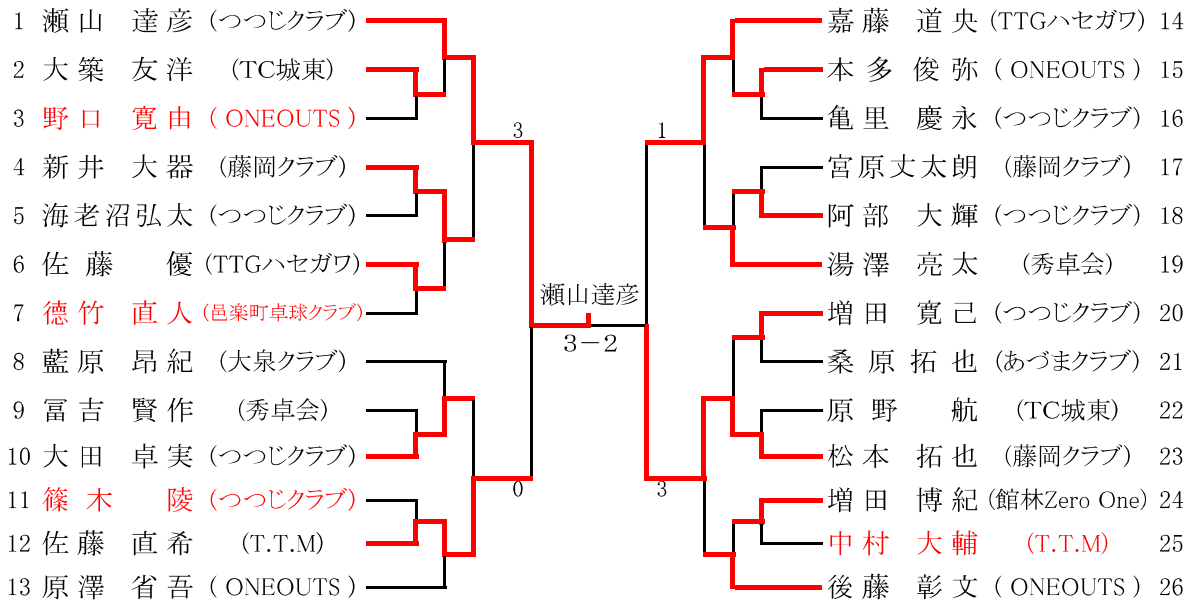 1 瀬山 達彦 (つつじクラブ)
2 大築 友洋 (TC城東)
3 野口 寛由 (ONEOUTS)
4 新井 大器 (藤岡クラブ)
5 海老沼弘太 (つつじクラブ)
6 佐藤 優 (TTGハセガワ)
7 德竹 直人 (邑楽町卓球クラブ)
8 藍原 昂紀 (大泉クラブ)
9 冨吉 賢作 (秀卓会)
10 大田 卓実 (つつじクラブ)
11 篠木 陵 (つつじクラブ)
12 佐藤 直希 (T.T.M)
13 原澤 省吾 (ONEOUTS)
3
0
瀬山達彦
3－2
1
3
嘉藤 道央 (TTGハセガワ) 14
本多 俊弥 (ONEOUTS) 15
亀里 慶永 (つつじクラブ) 16
宮原丈太朗 (藤岡クラブ) 17
阿部 大輝 (つつじクラブ) 18
湯澤 亮太 (秀卓会) 19
増田 寛己 (つつじクラブ) 20
桑原 拓也 (あづまクラブ) 21
原野 航 (TC城東) 22
松本 拓也 (藤岡クラブ) 23
増田 博紀 (館林Zero One) 24
中村 大輔 (T.T.M) 25
後藤 彰文 (ONEOUTS) 26